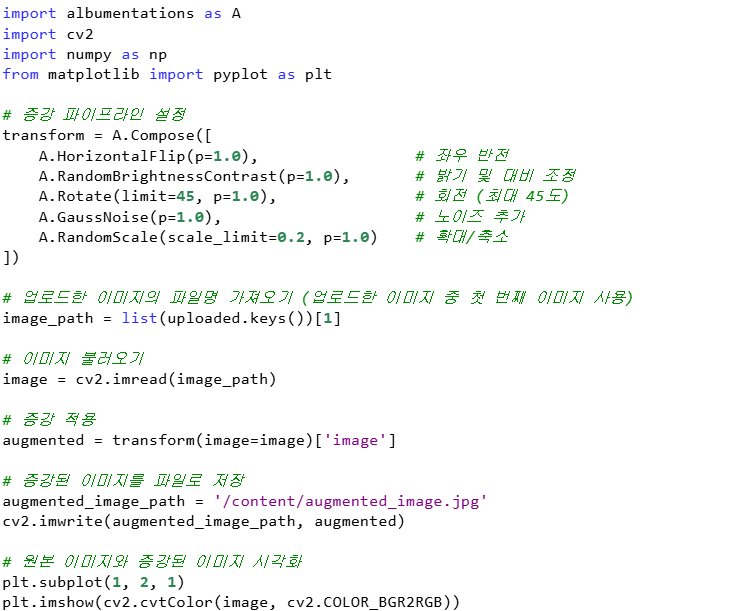 import albumentations as A
import cv2
import numpy as np
from matplotlib import pyplot as plt

# 증강 파이프라인 설정
transform = A.Compose([
    A.HorizontalFlip(p=1.0),                 # 좌우 반전
    A.RandomBrightnessContrast(p=1.0),       # 밝기 및 대비 조정
    A.Rotate(limit=45, p=1.0),               # 회전 (최대 45도)
    A.GaussNoise(p=1.0),                     # 노이즈 추가
    A.RandomScale(scale_limit=0.2, p=1.0)    # 확대/축소
])

# 업로드한 이미지의 파일명 가져오기 (업로드한 이미지 중 첫 번째 이미지 사용)
image_path = list(uploaded.keys())[1]

# 이미지 불러오기
image = cv2.imread(image_path)

# 증강 적용
augmented = transform(image=image)['image']

# 증강된 이미지를 파일로 저장
augmented_image_path = '/content/augmented_image.jpg'
cv2.imwrite(augmented_image_path, augmented)

# 원본 이미지와 증강된 이미지 시각화
plt.subplot(1, 2, 1)
plt.imshow(cv2.cvtColor(image, cv2.COLOR_BGR2RGB))